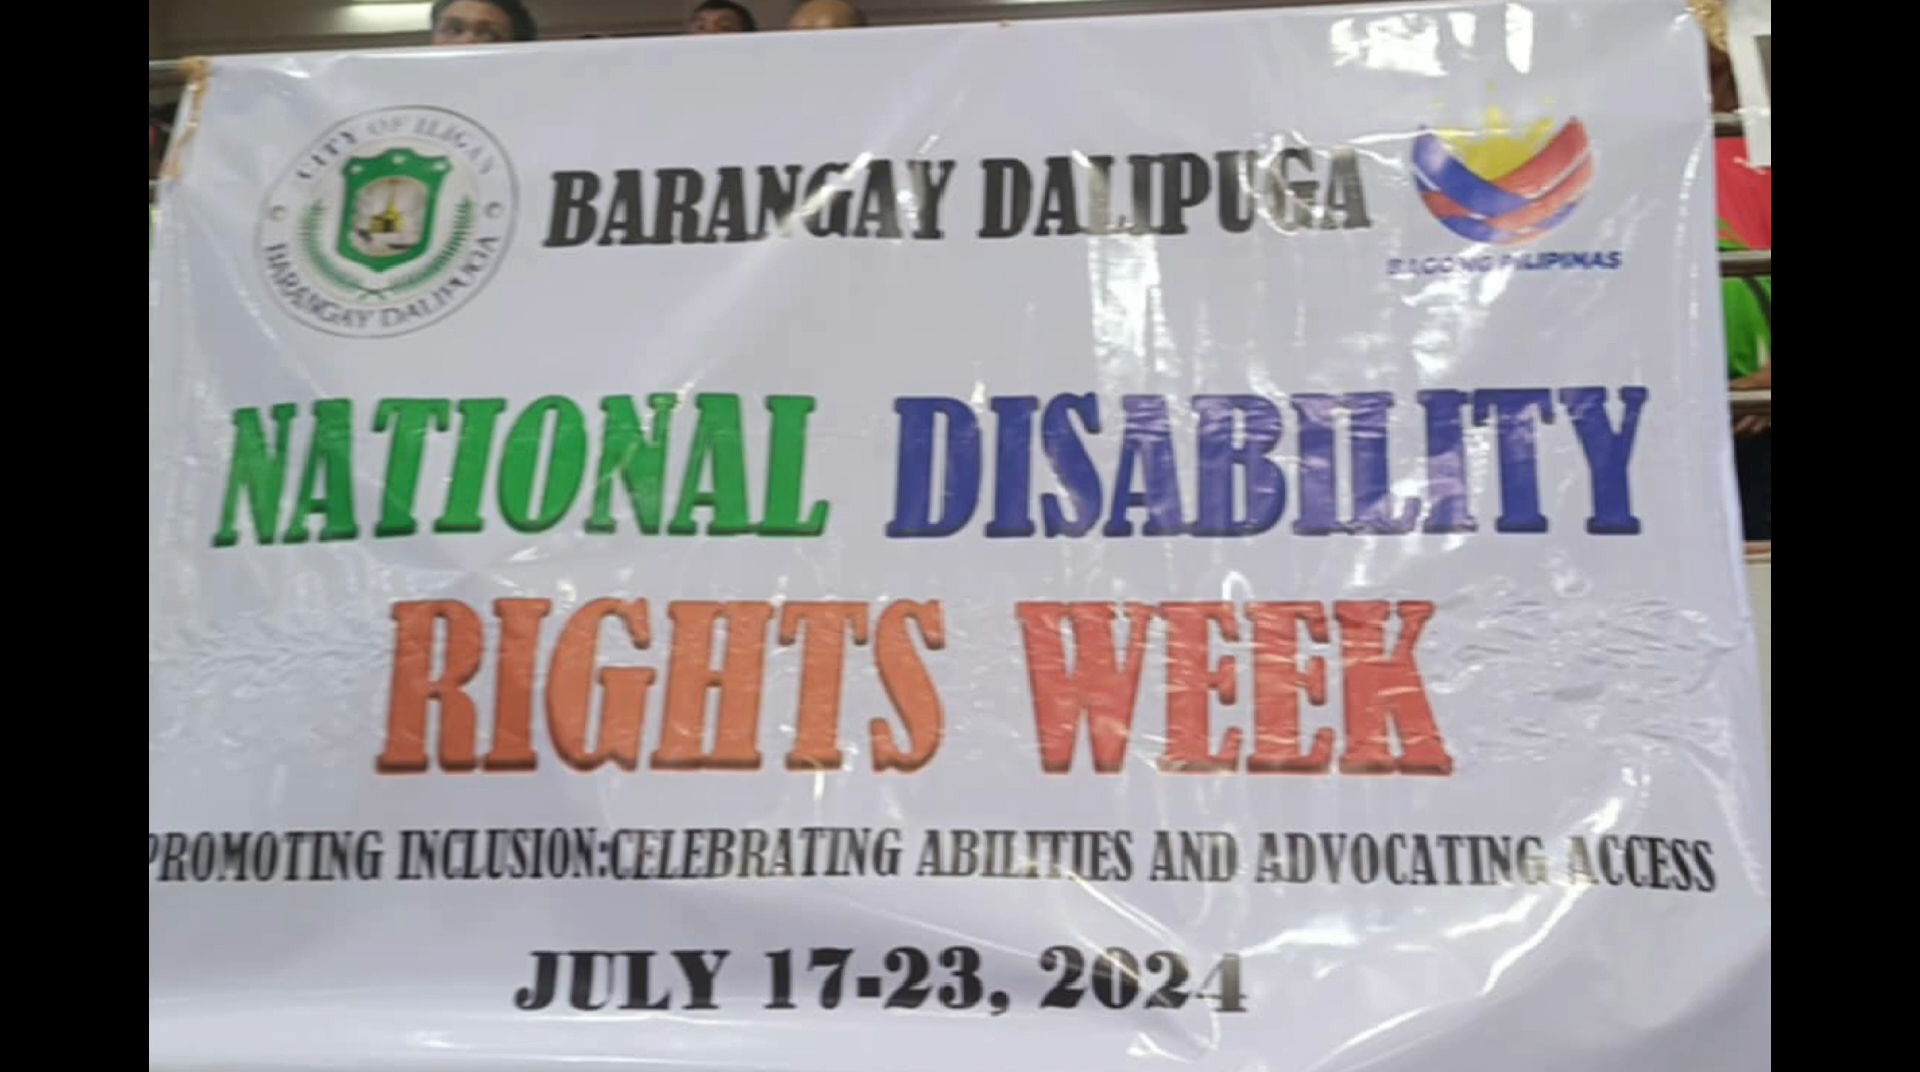 CITY OF ILIGAN
BARANGAY DALIPUGA
BARANGAY DALIPUGA
BAGONG PILIPINAS
NATIONAL DISABILITY
RIGHTS WEEK
PROMOTING INCLUSION:CELEBRATING ABILITIES AND ADVOCATING ACCESS
JULY 17-23, 2024